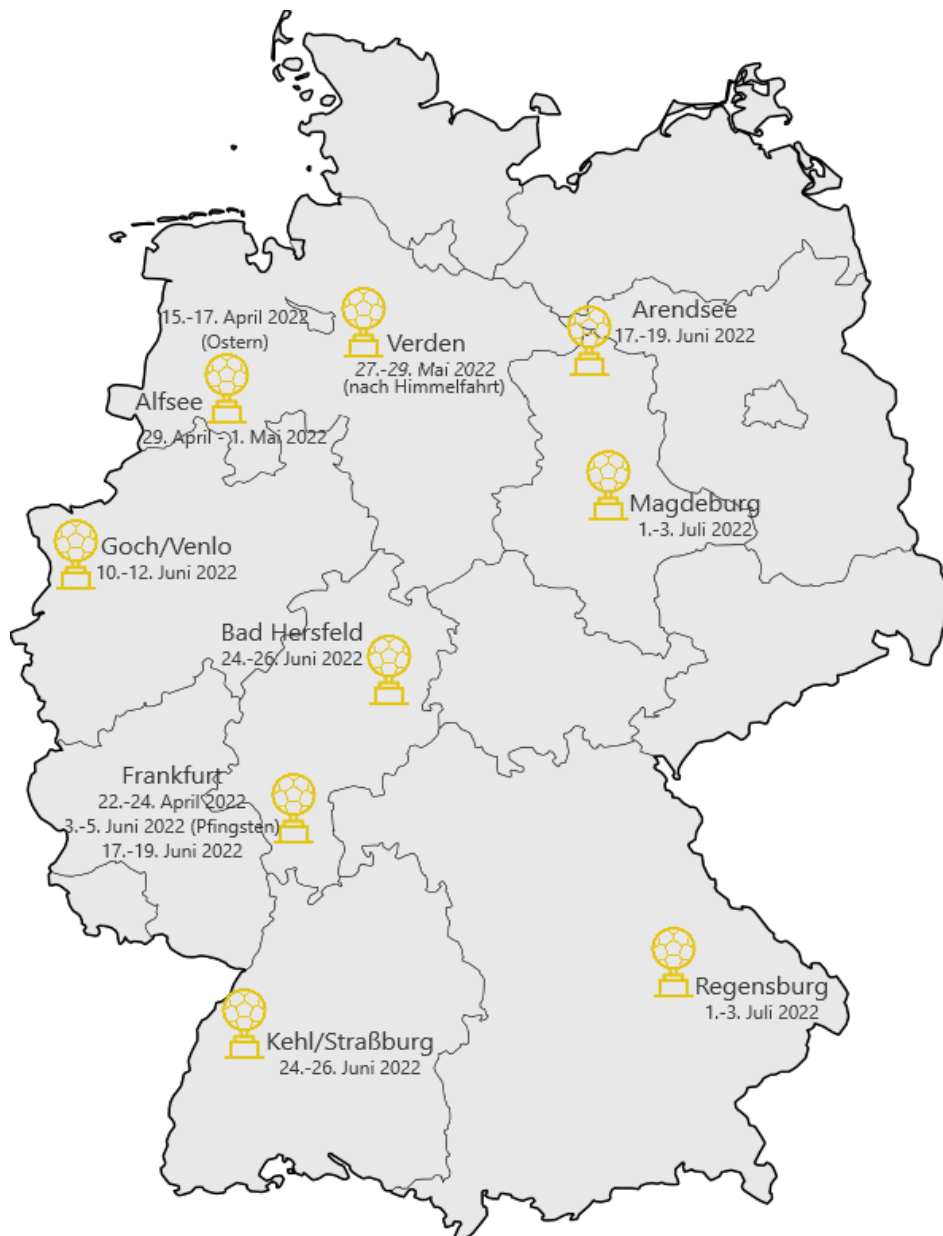 15.-17. April 2022
(Ostern)
Alfsee
29. April - 1. Mai 2022
Verden
27.-29. Mai 2022
(nach Himmelfahrt)
Arendsee
17.-19. Juni 2022
Magdeburg
1.-3. Juli 2022
Goch/Venlo
10.-12. Juni 2022
Bad Hersfeld
24.-26. Juni 2022
Frankfurt
22.-24. April 2022
3.-5. Juni 2022 (Pfingsten)
17.-19. Juni 2022
Regensburg
1.-3. Juli 2022
Kehl/Straßburg
24.-26. Juni 2022